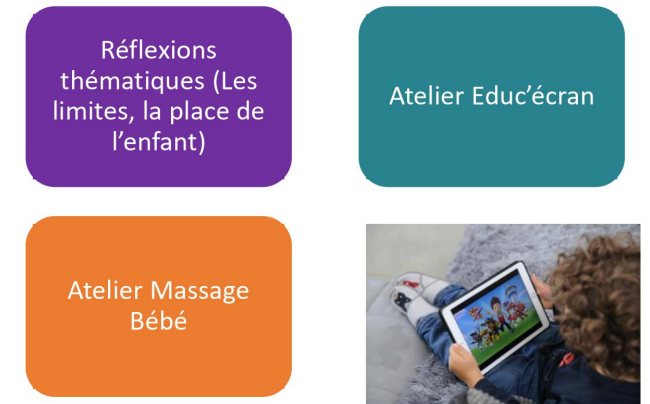 Réflexions
thématiques (Les
limites, la place de
l’enfant)
Atelier Educ’écran
Atelier Massage
Bébé